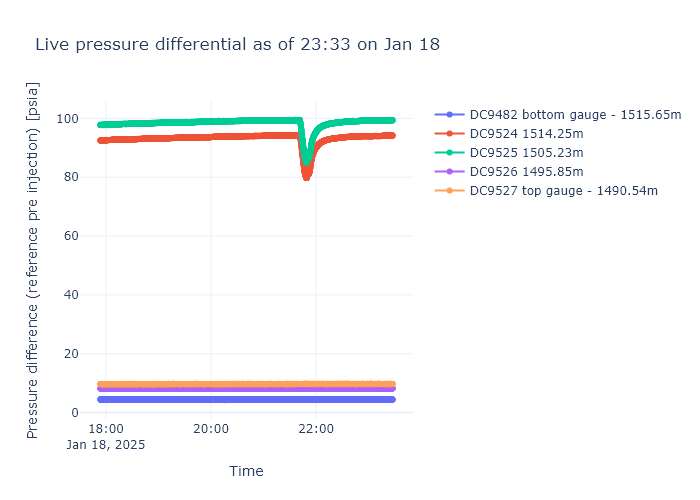 Live pressure differential as of 23:33 on Jan 18
Pressure difference (reference pre injection) [psia]
100
80
60
40
20
0
18:00
Jan 18, 2025
20:00
22:00
Time
DC9482 bottom gauge - 1515.65m
DC9524 1514.25m
DC9525 1505.23m
DC9526 1495.85m
DC9527 top gauge - 1490.54m